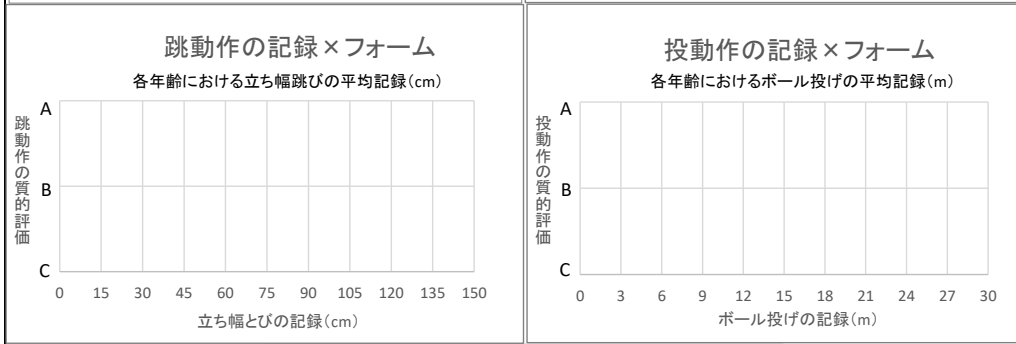 跳動作の記録×フォーム
各年齢における立ち幅跳びの平均記録(cm)
跳動作の質的評価
A
B
C
0 15 30 45 60 75 90 105 120 135 150
立ち幅とびの記録(cm)
投動作の記録×フォーム
各年齢におけるボール投げの平均記録(m)
投動作の質的評価
A
B
C
0 3 6 9 12 15 18 21 24 27 30
ボール投げの記録(m)